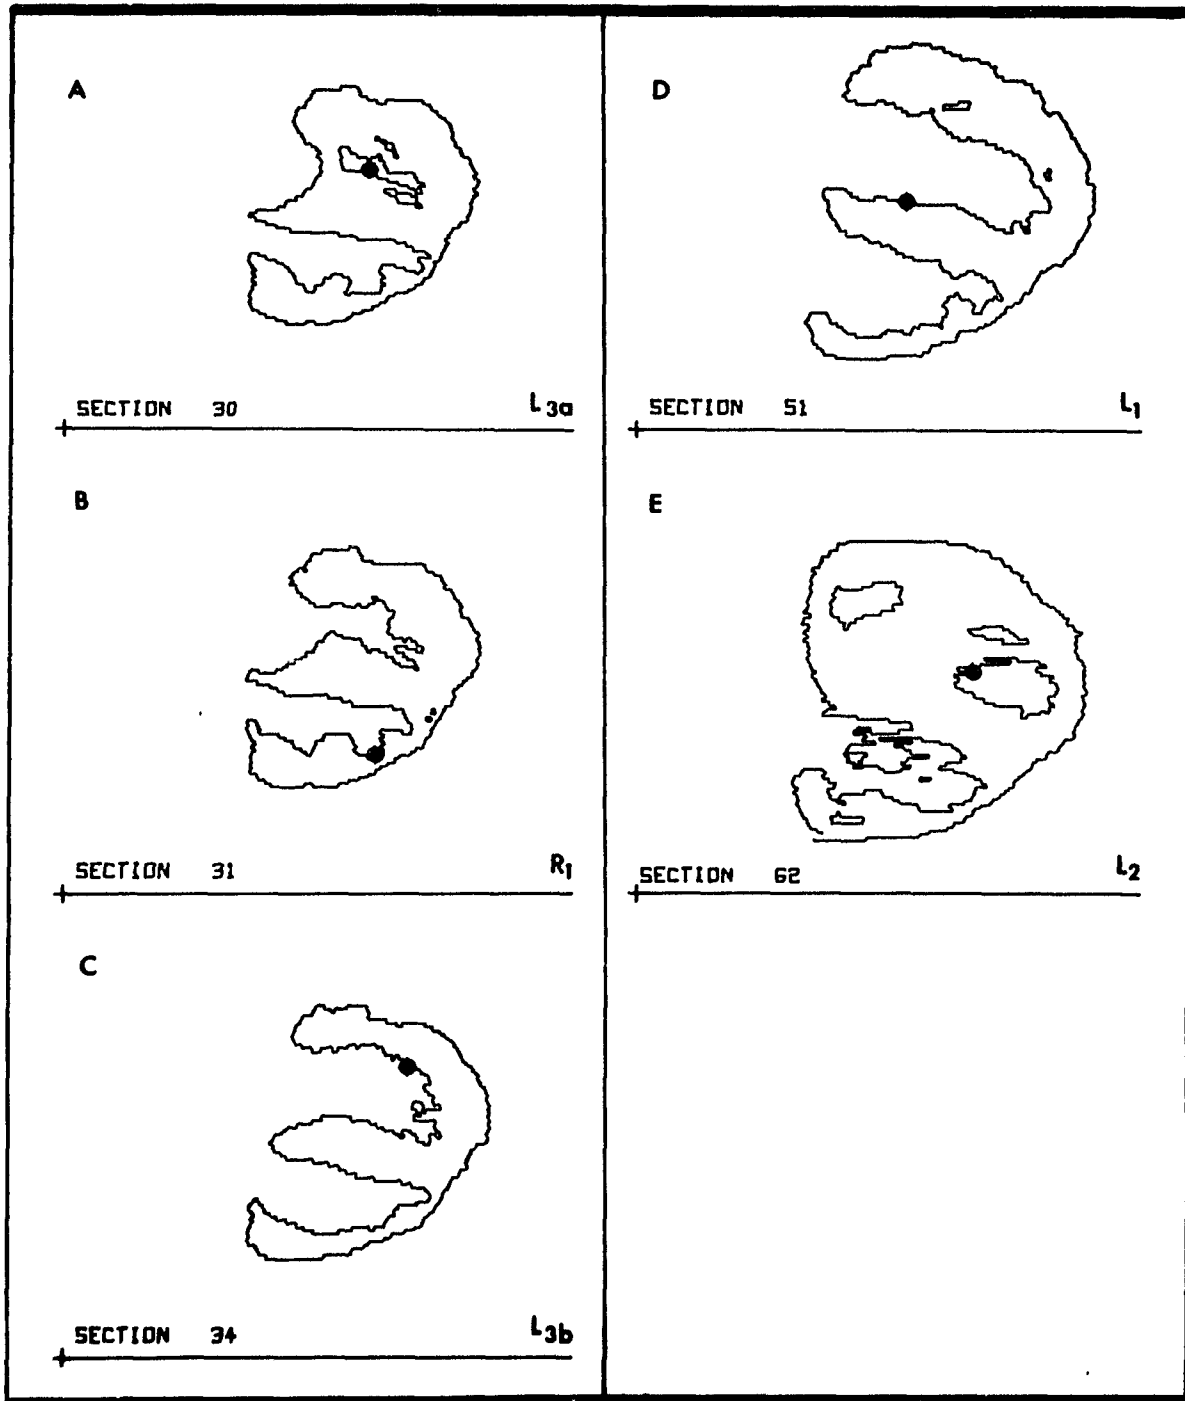 A
SECTION 30 L3a
B
SECTION 31 R1
C
SECTION 34 L3b
D
SECTION 51 L1
E
SECTION 62 L2